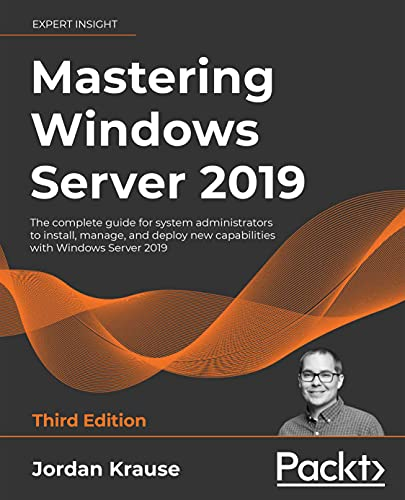 EXPERT INSIGHT
Mastering
Windows
Server 2019
The complete guide for system administrators
to install, manage, and deploy new capabilities
with Windows Server 2019
Third Edition
Jordan Krause
Packt>